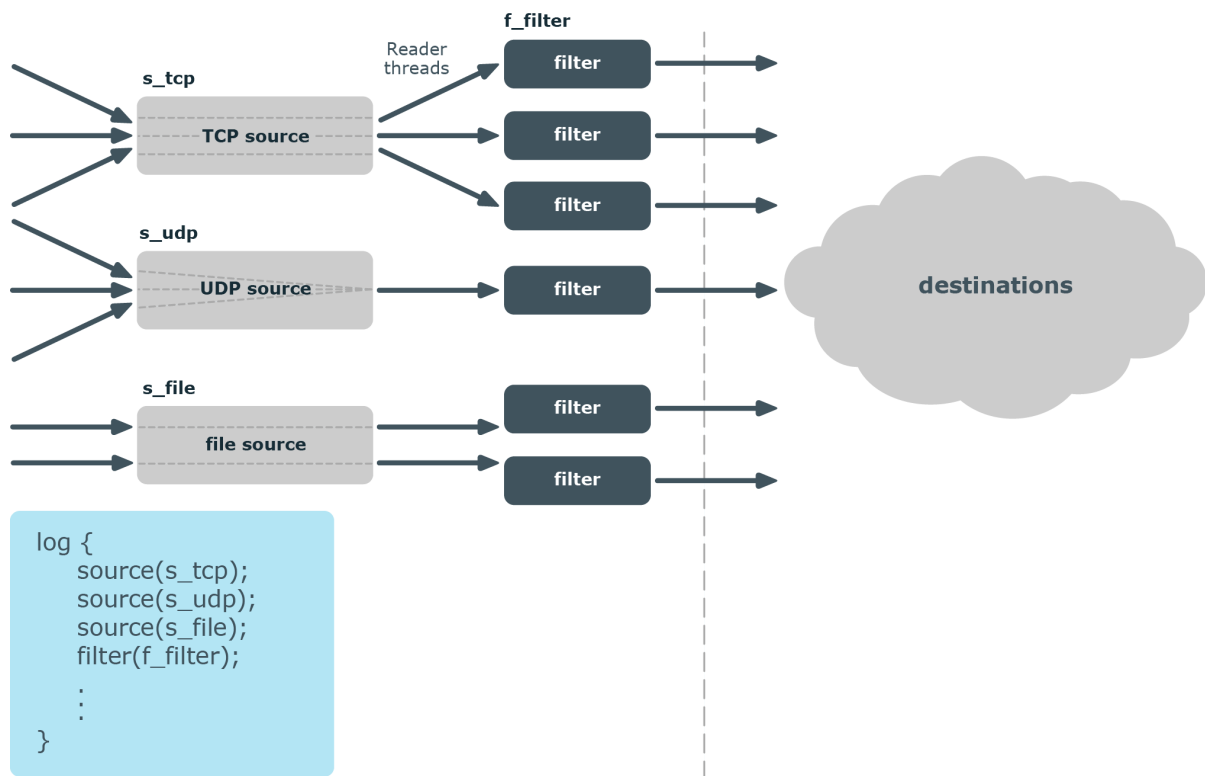 f_filter
Reader
threads
filter
s_tcp
TCP source
filter
filter
s_udp
UDP source
filter
destinations
s_file
filter
file source
filter
log {
source(s_tcp);
source(s_udp);
source(s_file);
filter(f_filter);
.
.
.
}